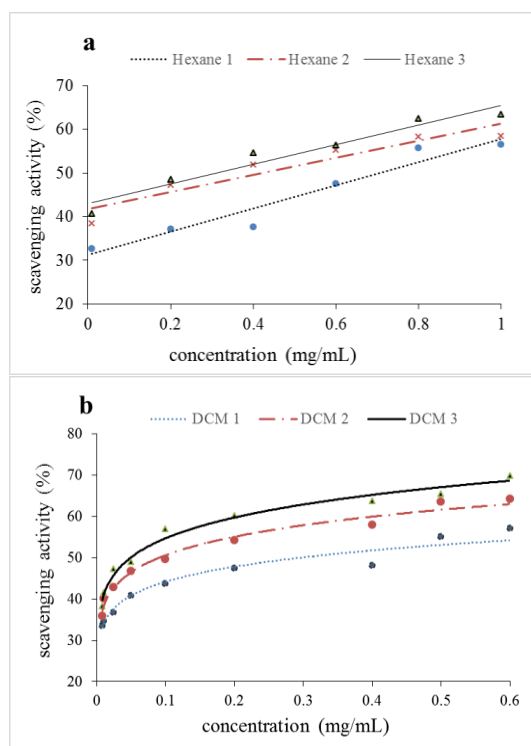 a
Hexane 1 Hexane 2 Hexane 3
70
60
50
40
30
20
scavenging activity (%)
0 0.2 0.4 0.6 0.8 1
concentration (mg/mL)
b
DCM 1 DCM 2 DCM 3
80
70
60
50
40
30
20
scavenging activity (%)
0 0.1 0.2 0.3 0.4 0.5 0.6
concentration (mg/mL)